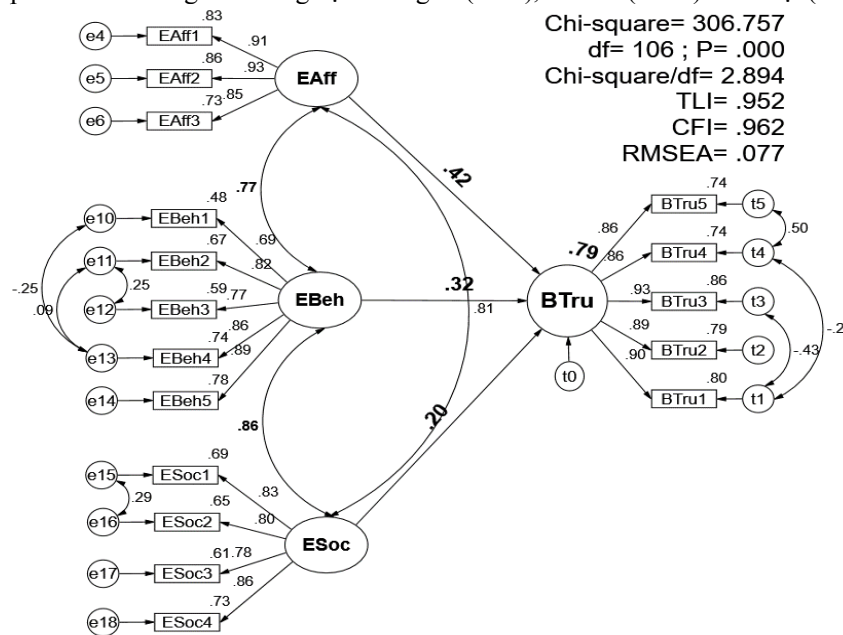 Chi-square= 306.757
df= 106 ; P= .000
Chi-square/df= 2.894
TLI= .952
CFI= .962
RMSEA= .077
.83
e4 EAff1 .91
.86
e5 EAff2 .93 EAff
.73 .85
e6 EAff3
.77
.42
.48
e10 EBeh1 .69
.67
e11 EBeh2 .82
.25
.59 .77
e12 EBeh3
-.25
.09
.74 .86
e13 EBeh4
.89
.78
e14 EBeh5
EBeh
.32
.81
.86
.20
.69
e15 ESoc1 .83
.29
.65
e16 ESoc2 .80
ESoc
.61 .78
e17 ESoc3
.86
.73
e18 ESoc4
.79
BTru
t0
.74
.86 BTru5 t5
.50
.74
.86 BTru4 t4
.86
.93 BTru3 t3
.79
.89 BTru2 t2
-.43
.80
.90 BTru1 t1